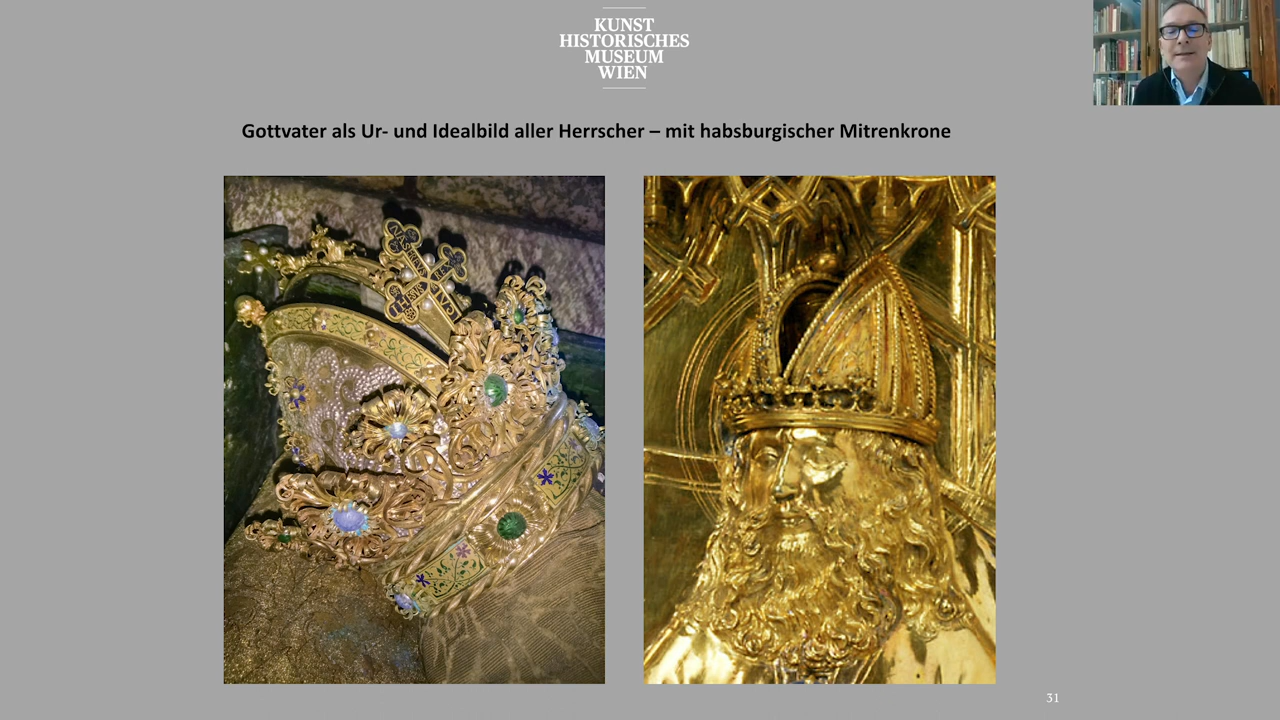 KUNST
HISTORISCHES
MUSEUM
WIEN
Gottvater als Ur- und Idealbild aller Herrscher – mit habsburgischer Mitrenkrone
31